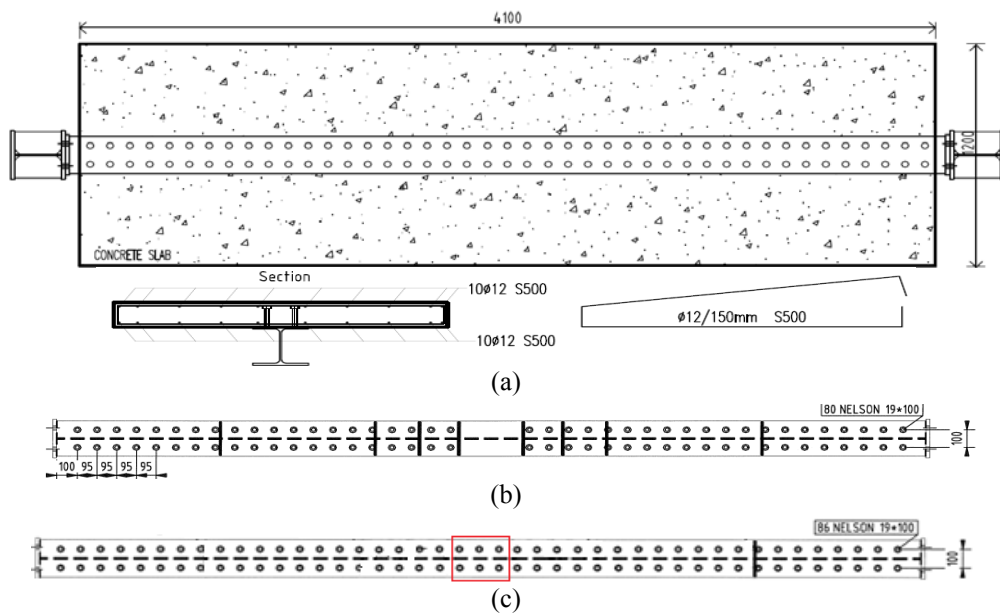 4100
CONCRETE SLAB
Section
10ø12 S500
10ø12 S500
ø12/150mm S500
(a)
80 NELSON 19*100
100
100 95 95 95 95
(b)
86 NELSON 19*100
100
(c)